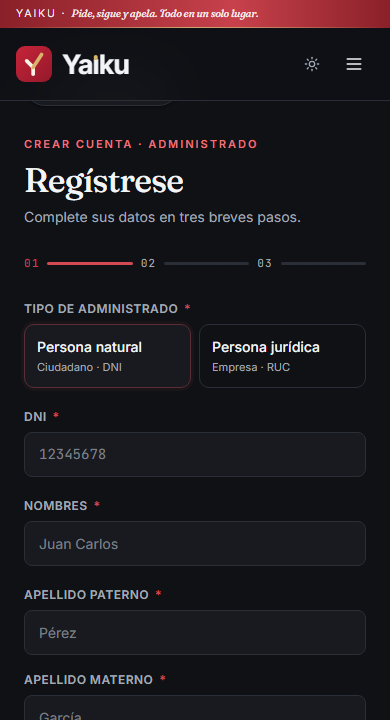 YAIKU · Pide, sigue y apela. Todo en un solo lugar.
Yaiku
CREAR CUENTA · ADMINISTRADO
Regístrese
Complete sus datos en tres breves pasos.
01 02 03
TIPO DE ADMINISTRADO *
Persona natural
Ciudadano · DNI
Persona jurídica
Empresa · RUC
DNI *
12345678
NOMBRES *
Juan Carlos
APELLIDO PATERNO *
Pérez
APELLIDO MATERNO *
García